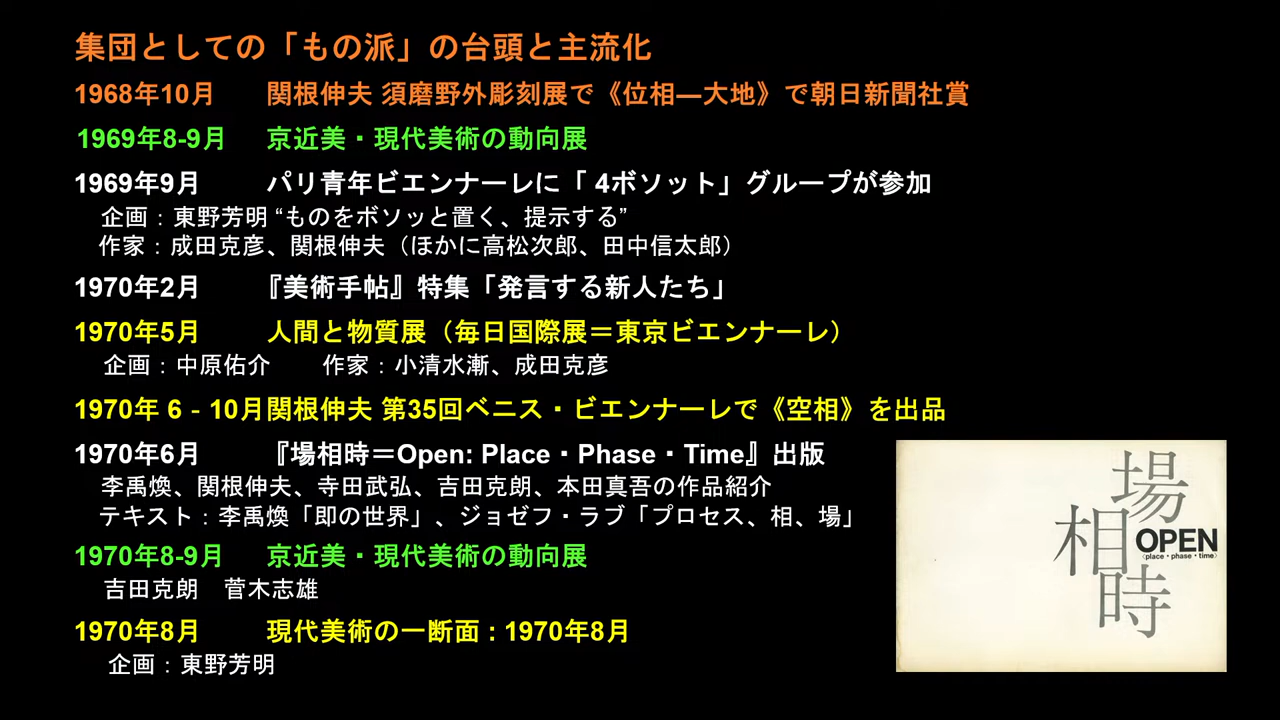 集団としての「もの派」の台頭と主流化
1968年10月 関根伸夫 須磨野外彫刻展で《位相―大地》で朝日新聞社賞
1969年8-9月 京近美・現代美術の動向展
1969年9月 パリ青年ビエンナーレに「 4ボソット」グループが参加
企画：東野芳明 “ものをボソッと置く、提示する”
作家：成田克彦、関根伸夫（ほかに高松次郎、田中信太郎）
1970年2月 『美術手帖』特集「発言する新人たち」
1970年5月 人間と物質展（毎日国際展＝東京ビエンナーレ）
企画：中原佑介 作家：小清水漸、成田克彦
1970年 6 - 10月関根伸夫 第35回ベニス・ビエンナーレで《空相》を出品
1970年6月 『場相時＝Open: Place・Phase・Time』出版
李禹煥、関根伸夫、寺田武弘、吉田克朗、本田真吾の作品紹介
テキスト：李禹煥「即の世界」、ジョゼフ・ラブ「プロセス、相、場」
1970年8-9月 京近美・現代美術の動向展
吉田克朗 菅木志雄
1970年8月 現代美術の一断面 : 1970年8月
企画：東野芳明
場
相
時
OPEN
(place・phase・time)